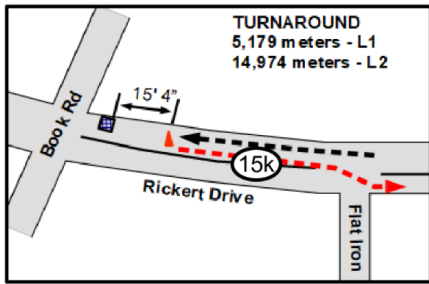 TURNAROUND
5,179 meters - L1
14,974 meters - L2
15' 4"
Book Rd
15k
Rickert Drive
Flat Iron